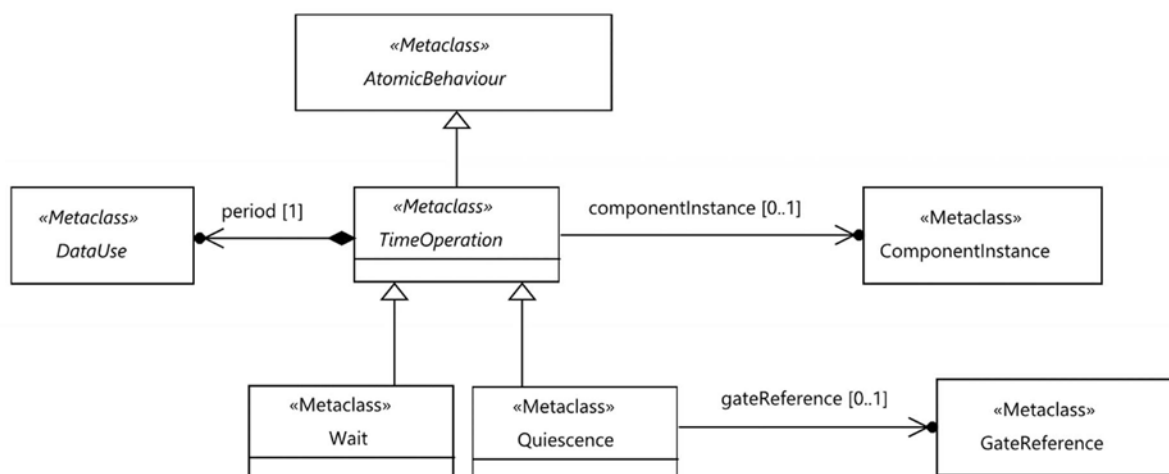 «Metaclass»
AtomicBehaviour
«Metaclass»
DataUse
period [1]
«Metaclass»
TimeOperation
componentInstance [0..1]
«Metaclass»
ComponentInstance
«Metaclass»
Wait
«Metaclass»
Quiescence
gateReference [0..1]
«Metaclass»
GateReference